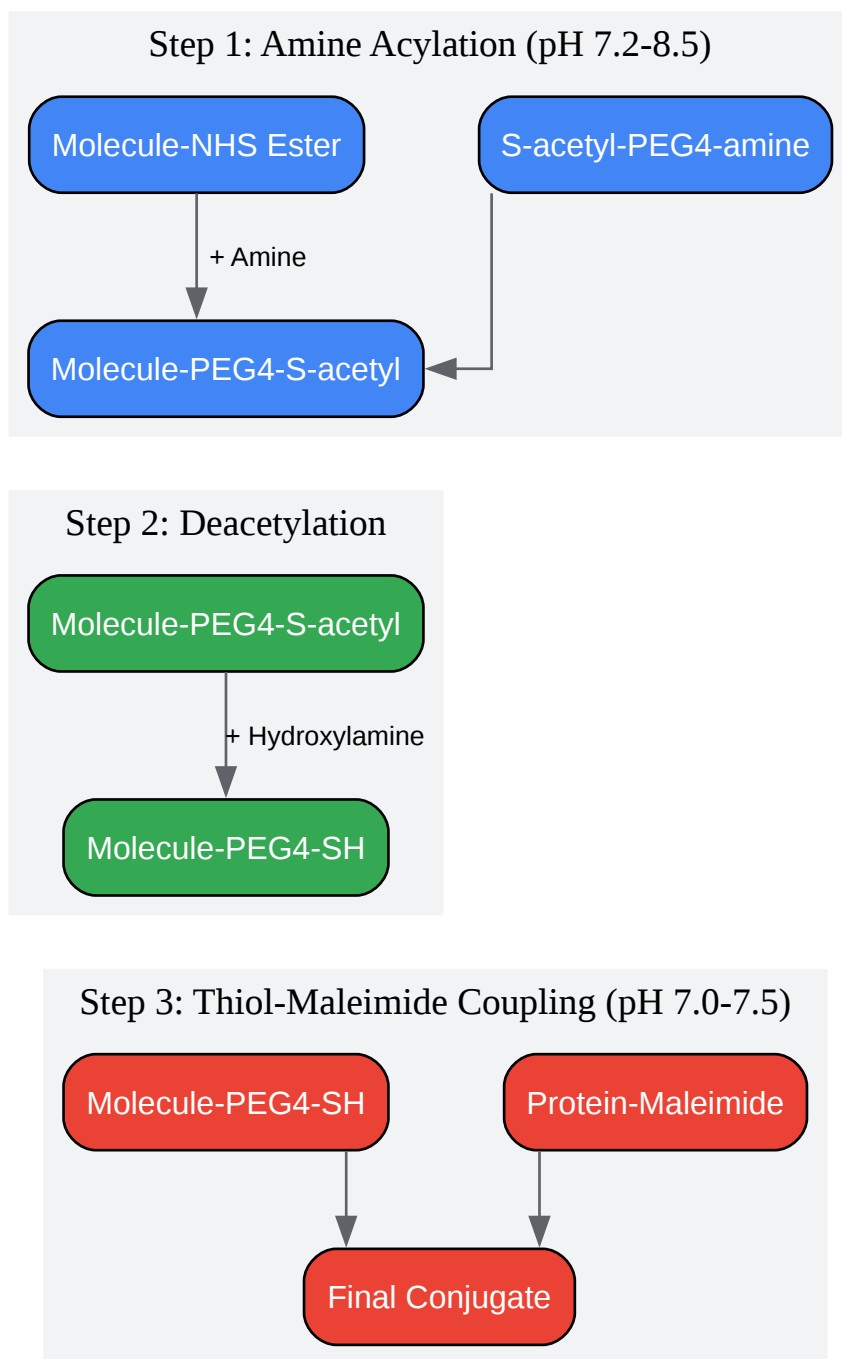 Step 1: Amine Acylation (pH 7.2-8.5)
Molecule-NHS Ester
S-acetyl-PEG4-amine
+ Amine
Molecule-PEG4-S-acetyl
Step 2: Deacetylation
Molecule-PEG4-S-acetyl
+ Hydroxylamine
Molecule-PEG4-SH
Step 3: Thiol-Maleimide Coupling (pH 7.0-7.5)
Molecule-PEG4-SH
Protein-Maleimide
Final Conjugate